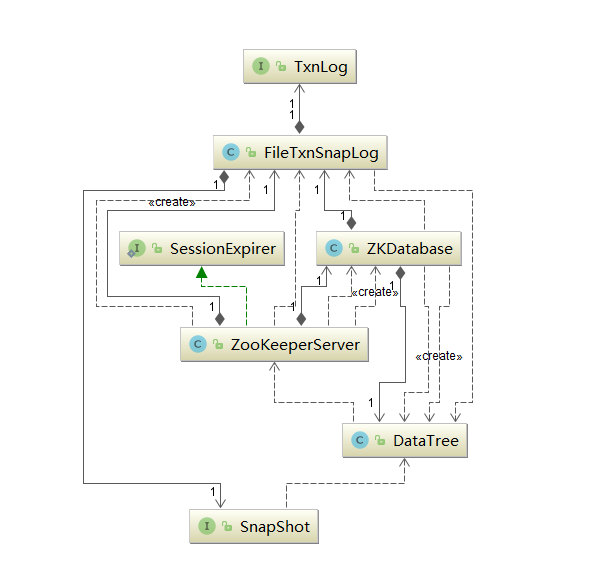 I TxnLog
1
1
C FileTxnSnapLog
1
1
1
«create»
I SessionExpirer
C ZKDatabase
1
1
1
1
«create»
C ZooKeeperServer
«create»
1
C DataTree
1
I SnapShot